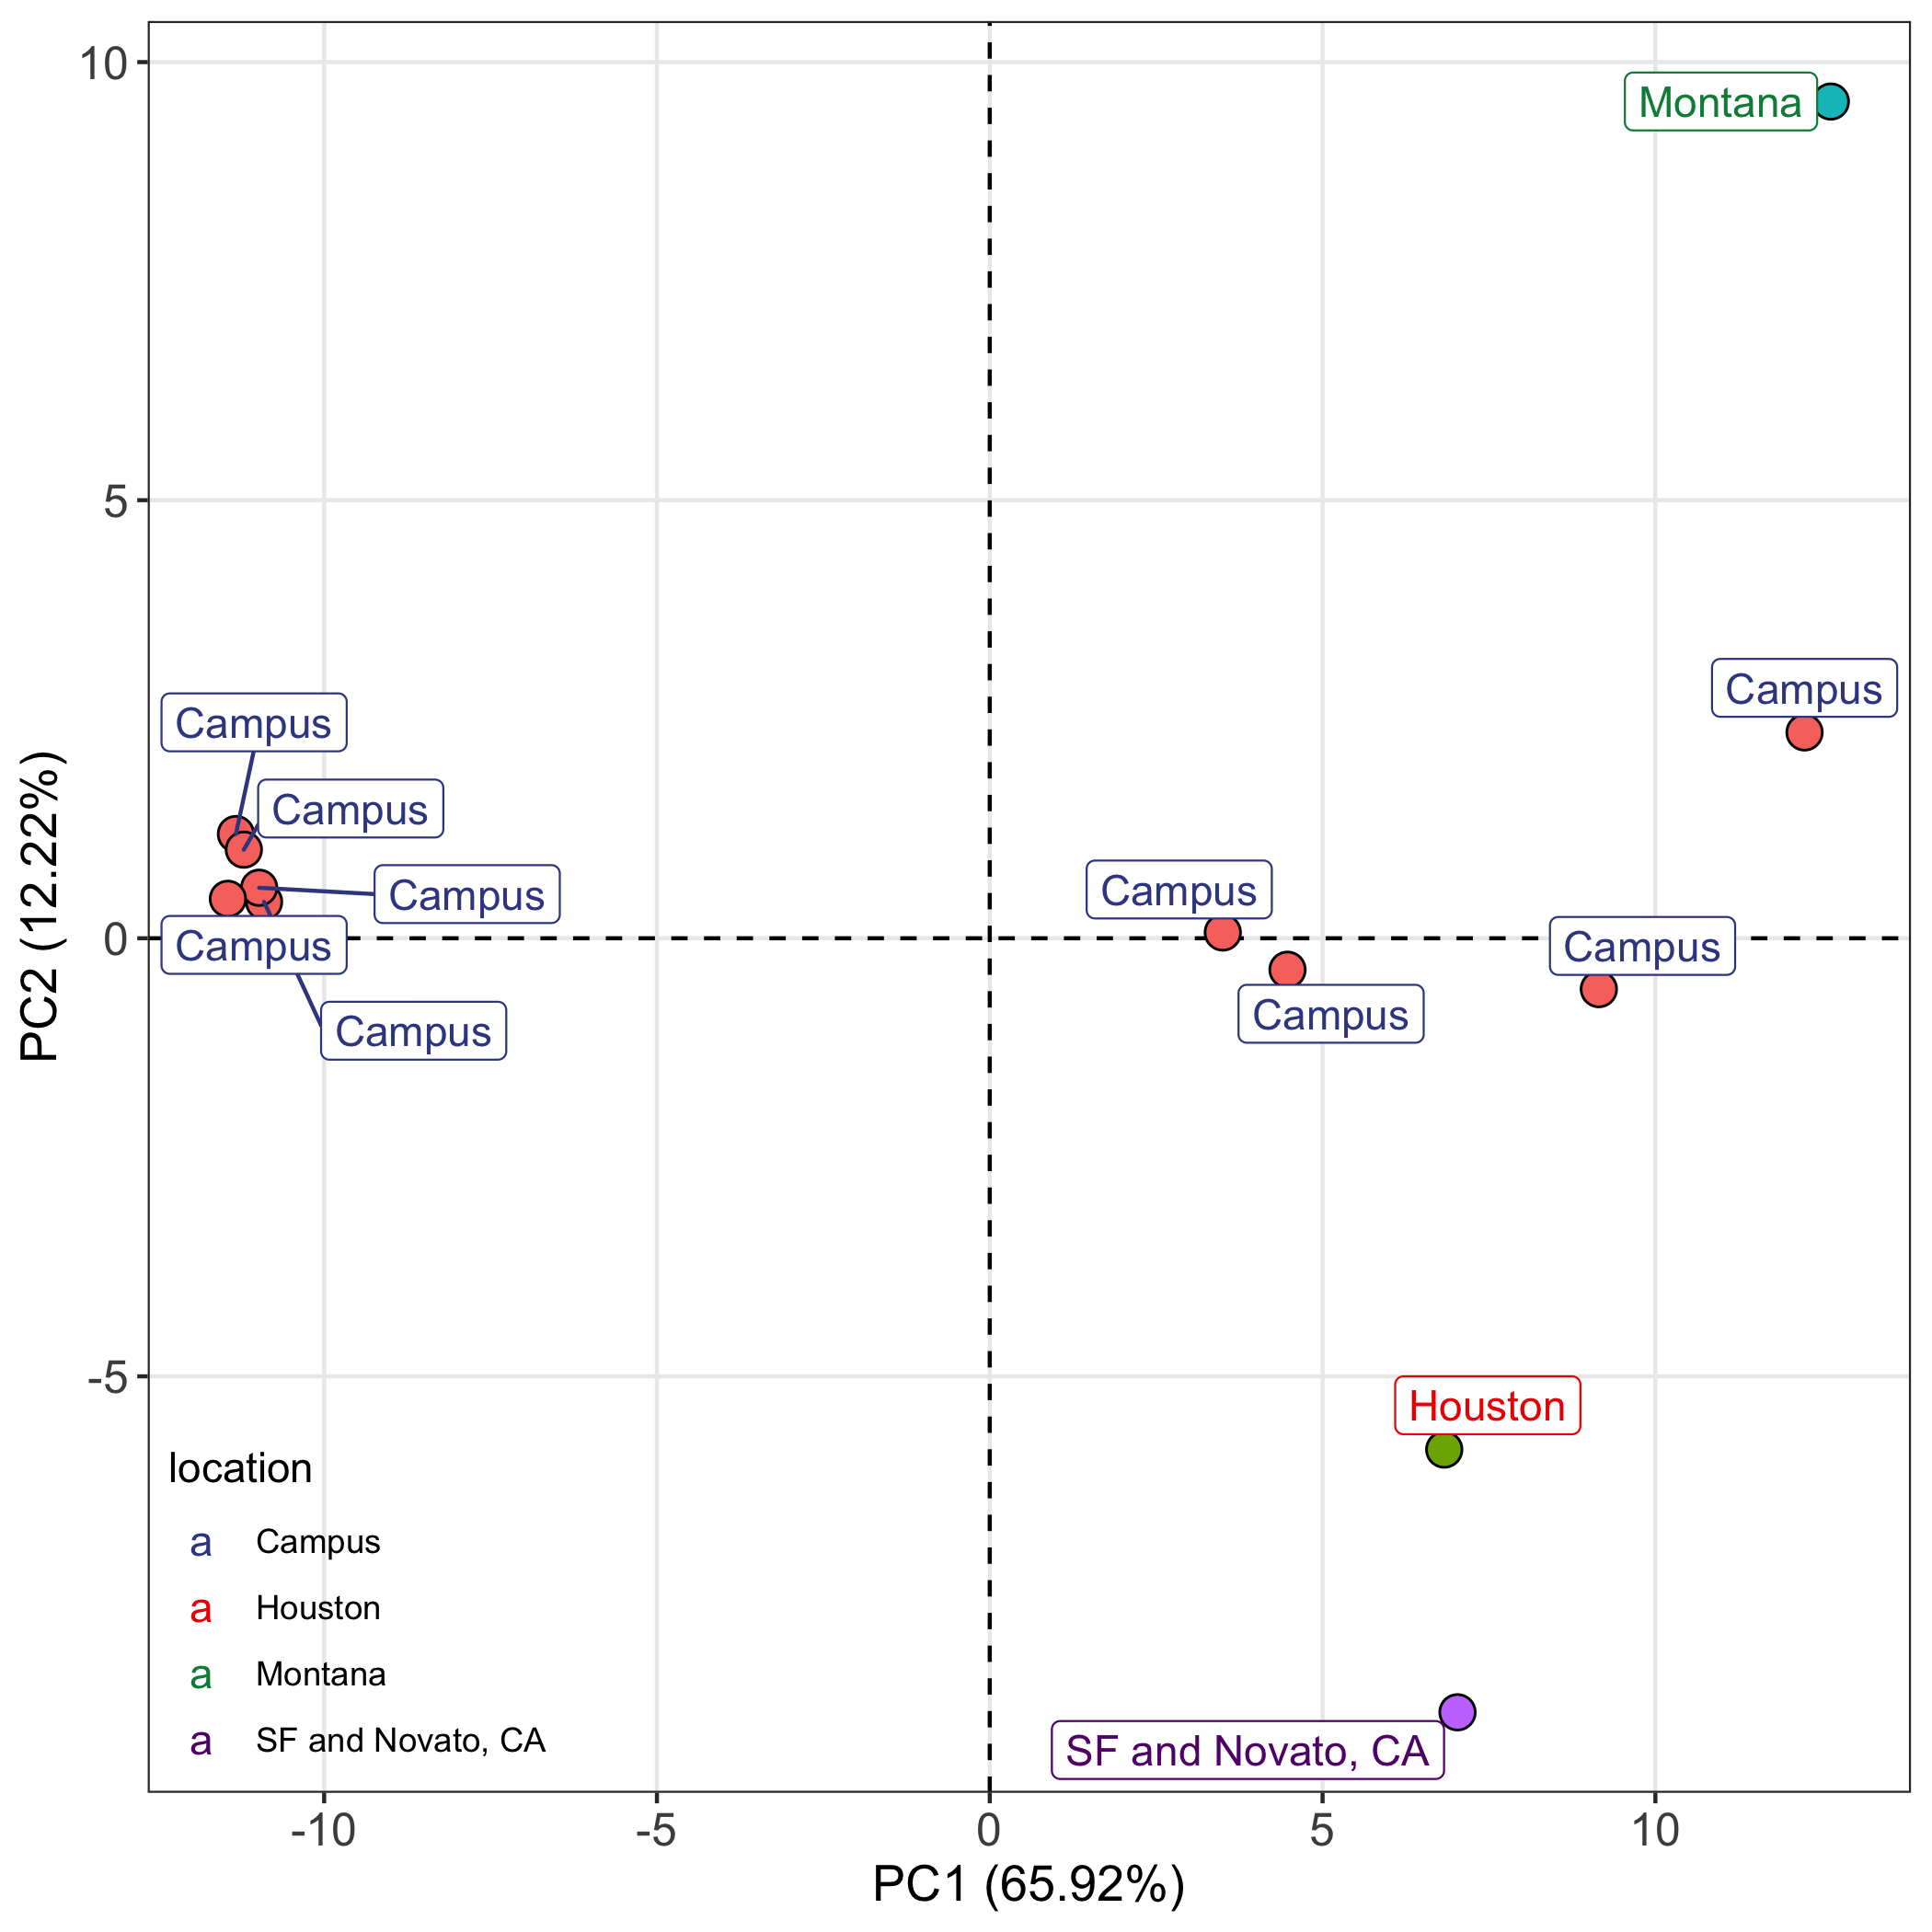 10
5
0
-5
PC2 (12.22%)
Montana
Campus
Campus
Campus
Campus
Campus
Campus
Campus
Campus
Campus
Houston
SF and Novato, CA
location
a Campus
a Houston
a Montana
a SF and Novato, CA
-10 -5 0 5 10
PC1 (65.92%)